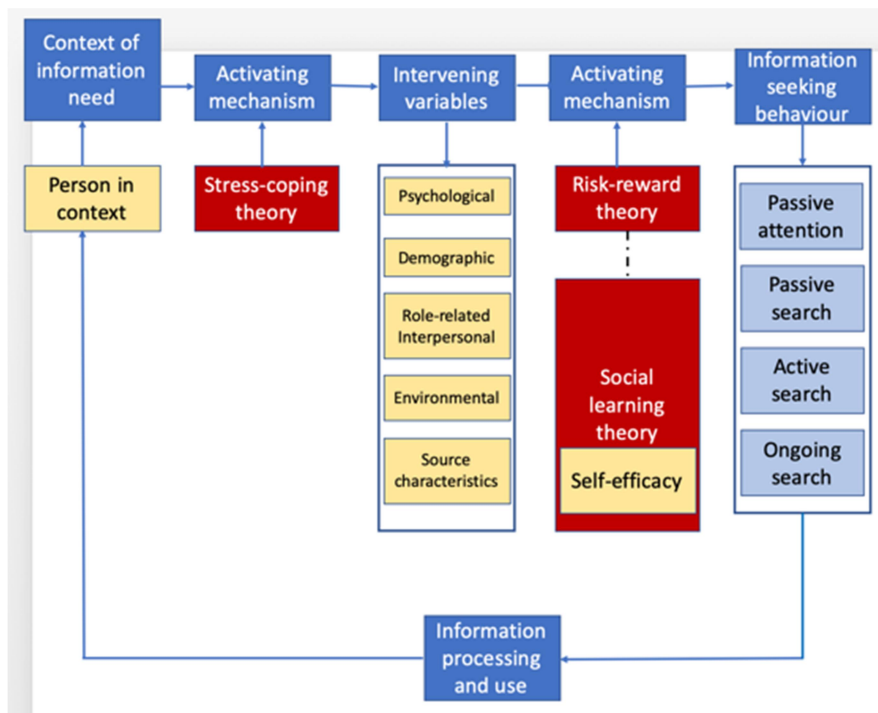 Context of
information
need
Activating
mechanism
Intervening
variables
Activating
mechanism
Information
seeking
behaviour
Person in
context
Stress-coping
theory
Psychological
Demographic
Role-related
Interpersonal
Environmental
Source
characteristics
Risk-reward
theory
Social
learning
theory
Self-efficacy
Passive
attention
Passive
search
Active
search
Ongoing
search
Information
processing
and use